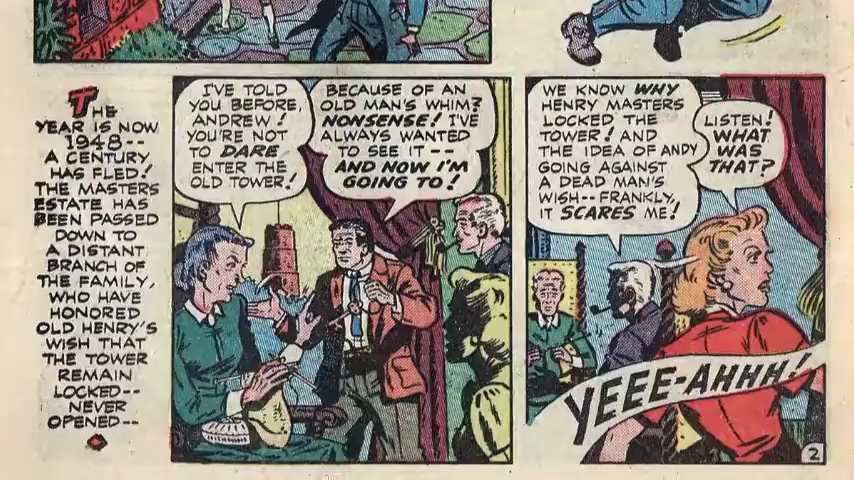 THE
YEAR IS NOW
1948--
A CENTURY
HAS FLED!
THE MASTERS
ESTATE HAS
BEEN PASSED
DOWN TO
A DISTANT
BRANCH OF
THE FAMILY,
WHO HAVE
HONORED
OLD HENRY'S
WISH THAT
THE TOWER
REMAIN
LOCKED--
NEVER
OPENED--
I'VE TOLD
YOU BEFORE,
ANDREW!
YOU'RE NOT
TO DARE
ENTER THE
OLD TOWER!
BECAUSE OF AN
OLD MAN'S WHIM?
NONSENSE! I'VE
ALWAYS WANTED
TO SEE IT--
AND NOW I'M
GOING TO!
WE KNOW WHY
HENRY MASTERS
LOCKED THE
TOWER! AND
THE IDEA OF ANDY
GOING AGAINST
A DEAD MAN'S
WISH--FRANKLY,
IT SCARES ME!
LISTEN!
WHAT
WAS
THAT?
YEEE-AHHH!
2